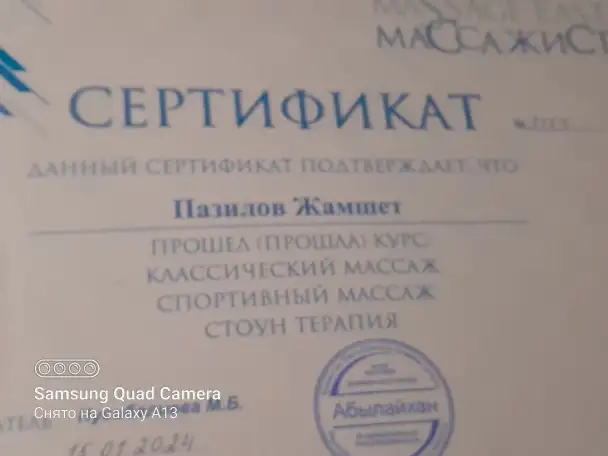 МАССАЖИСТ
СЕРТИФИКАТ
ДАННЫЙ СЕРТИФИКАТ ПОДТВЕРЖДАЕТ, ЧТО
Пазилов Жамшет
ПРОШЕЛ (ПРОШЛА) КУРС:
КЛАССИЧЕСКИЙ МАССАЖ
СПОРТИВНЫЙ МАССАЖ
СТОУН ТЕРАПИЯ
Абылайхан
М.Б.
15.01.2024
Samsung Quad Camera
Снято на Galaxy A13